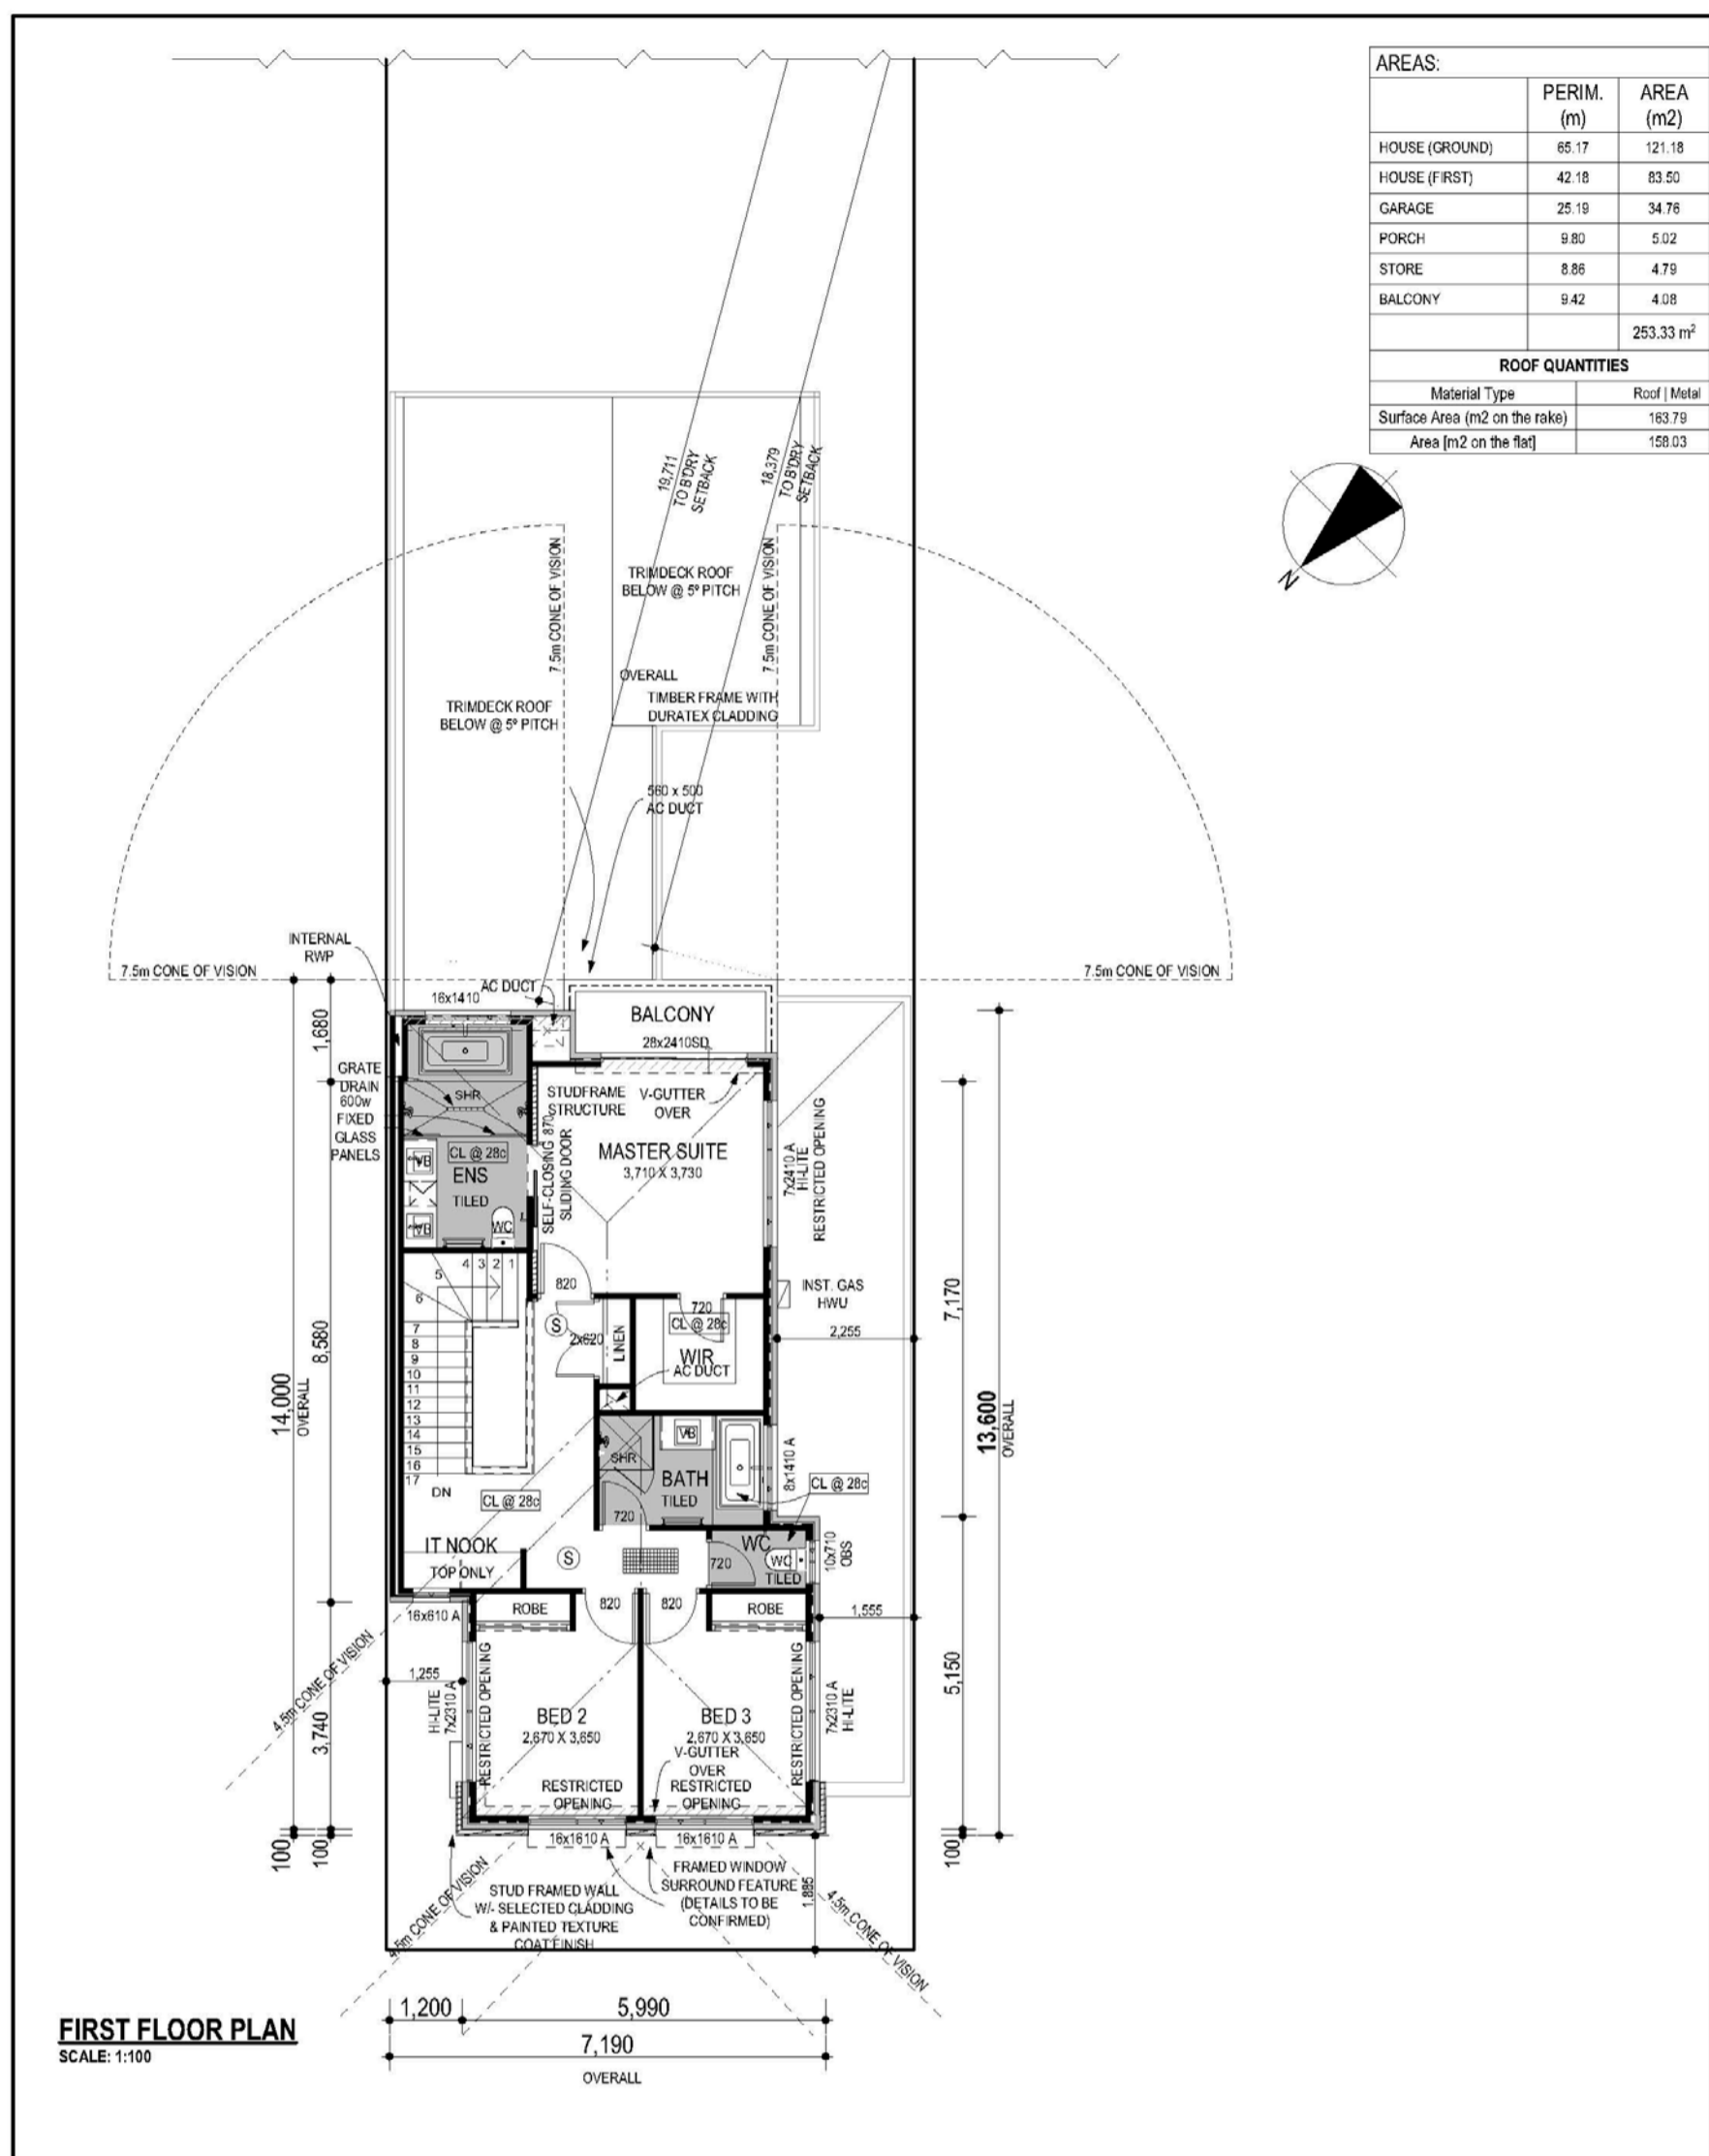 AREAS:
PERIM. (m) AREA (m2)
HOUSE (GROUND) 65.17 121.18
HOUSE (FIRST) 42.18 83.50
GARAGE 25.19 34.76
PORCH 9.80 5.02
STORE 8.86 4.79
BALCONY 9.42 4.08
253.33 m²
ROOF QUANTITIES
Material Type Roof | Metal
Surface Area (m2 on the rake) 163.79
Area [m2 on the flat] 158.03
N
19,711
TO B'DRY
SETBACK
18,379
TO B'DRY
SETBACK
7.5m CONE OF VISION
7.5m CONE OF VISION
TRIMDECK ROOF
BELOW @ 5º PITCH
OVERALL
TIMBER FRAME WITH
DURATEX CLADDING
TRIMDECK ROOF
BELOW @ 5º PITCH
560 x 500
AC DUCT
INTERNAL
RWP
7.5m CONE OF VISION
7.5m CONE OF VISION
AC DUCT
16x1410
BALCONY
28x2410SD
1,680
GRATE
DRAIN
600w
FIXED
GLASS
PANELS
SHR
STUDFRAME
STRUCTURE
V-GUTTER
OVER
SELF-CLOSING 870
SLIDING DOOR
MASTER SUITE
3,710 X 3,730
7x2410 A
HI-LITE
RESTRICTED OPENING
CL @ 28c
ENS
TILED
VB
VB
WC
L
4 3 2 1
5
6
7
8
9
10
11
12
13
14
15
16
17
DN
820
S
2x620
LINEN
720
CL @ 28c
WIR
AC DUCT
INST. GAS
HWU
2,255
7,170
8,580
14,000
OVERALL
13,600
OVERALL
SHR
VB
BATH
TILED
8x1410 A
CL @ 28c
CL @ 28c
720
IT NOOK
TOP ONLY
S
WC
720
WC
TILED
10x710
OBS
16x610 A
ROBE
820
820
ROBE
1,555
4.5m CONE OF VISION
1,255
HI-LITE
7x2310 A
RESTRICTED OPENING
BED 2
2,670 X 3,650
BED 3
2,670 X 3,650
RESTRICTED OPENING
7x2310 A
HI-LITE
5,150
3,740
V-GUTTER
OVER
RESTRICTED
OPENING
RESTRICTED
OPENING
100
100
100
16x1610 A
16x1610 A
4.5m CONE OF VISION
STUD FRAMED WALL
W/- SELECTED CLADDING
& PAINTED TEXTURE
COAT FINISH
FRAMED WINDOW
SURROUND FEATURE
(DETAILS TO BE
CONFIRMED)
1,885
4.5m CONE OF VISION
1,200 5,990
7,190
OVERALL
FIRST FLOOR PLAN
SCALE: 1:100